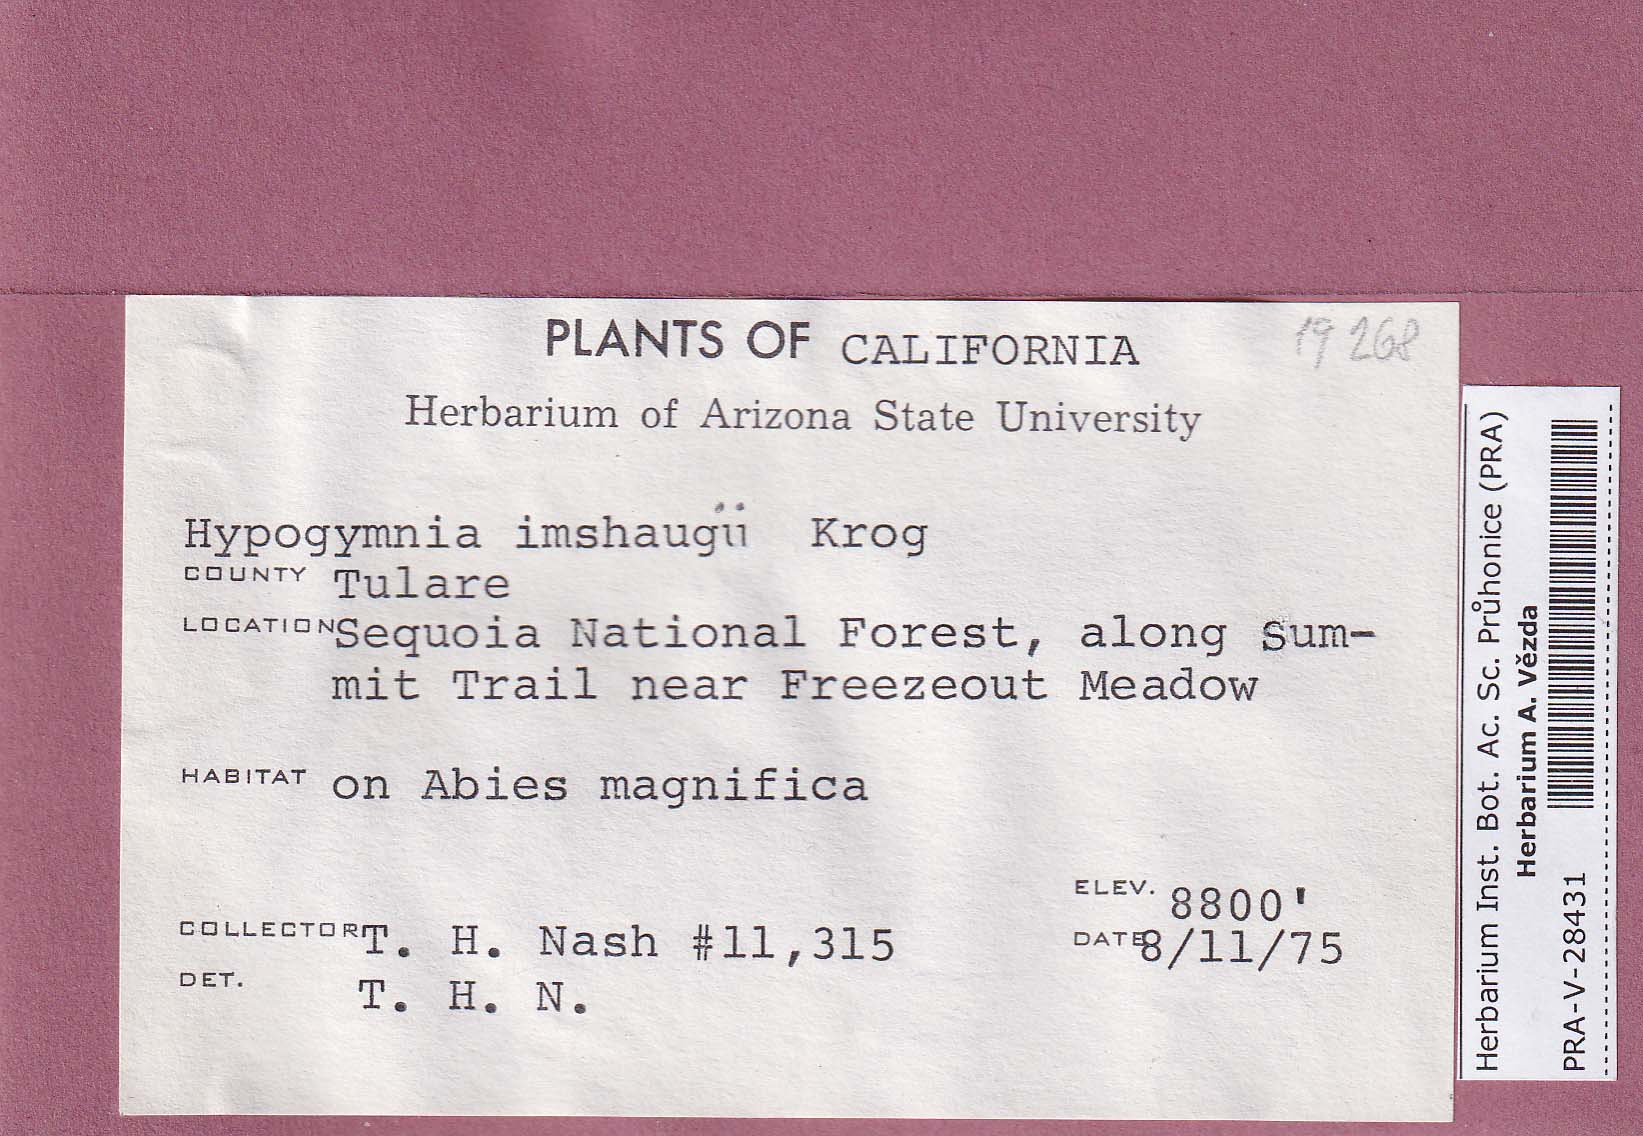 PLANTS OF CALIFORNIA
19 268
Herbarium of Arizona State University
Hypogymnia imshaugii Krog
COUNTY Tulare
LOCATION Sequoia National Forest, along Sum-
mit Trail near Freezeout Meadow
HABITAT on Abies magnifica
ELEV. 8800'
COLLECTOR T. H. Nash #11,315
DATE 8/11/75
DET. T. H. N.
Herbarium Inst. Bot. Ac. Sc. Průhonice (PRA)
Herbarium A. Vězda
PRA-V-28431